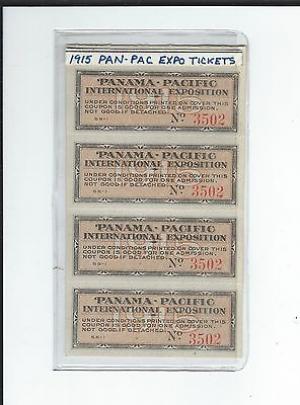 1915 PAN-PAC EXPO TICKETS
PANAMA-PACIFIC
INTERNATIONAL EXPOSITION
UNDER CONDITIONS PRINTED ON COVER THIS
COUPON IS GOOD FOR ONE ADMISSION.
NOT GOOD IF DETACHED.
No 3502
PANAMA-PACIFIC
INTERNATIONAL EXPOSITION
UNDER CONDITIONS PRINTED ON COVER THIS
COUPON IS GOOD FOR ONE ADMISSION.
NOT GOOD IF DETACHED.
No 3502
PANAMA-PACIFIC
INTERNATIONAL EXPOSITION
UNDER CONDITIONS PRINTED ON COVER THIS
COUPON IS GOOD FOR ONE ADMISSION.
NOT GOOD IF DETACHED.
No 3502
PANAMA-PACIFIC
INTERNATIONAL EXPOSITION
UNDER CONDITIONS PRINTED ON COVER THIS
COUPON IS GOOD FOR ONE ADMISSION.
NOT GOOD IF DETACHED.
No 3502